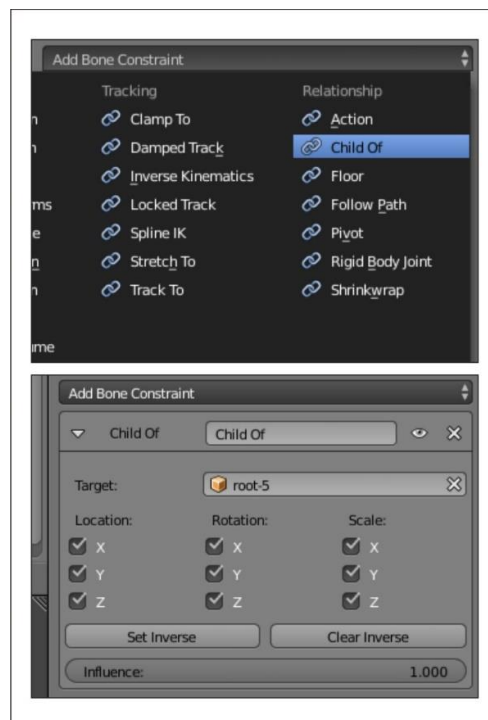 Add Bone Constraint
Tracking Relationship
Clamp To Action
Damped Track Child Of
Inverse Kinematics Floor
ms Locked Track Follow Path
e Spline IK Pivot
n Stretch To Rigid Body Joint
Track To Shrinkwrap
ume
Add Bone Constraint
Child Of Child Of
Target: root-5
Location: Rotation: Scale:
X X X
Y Y Y
Z Z Z
Set Inverse Clear Inverse
Influence: 1.000